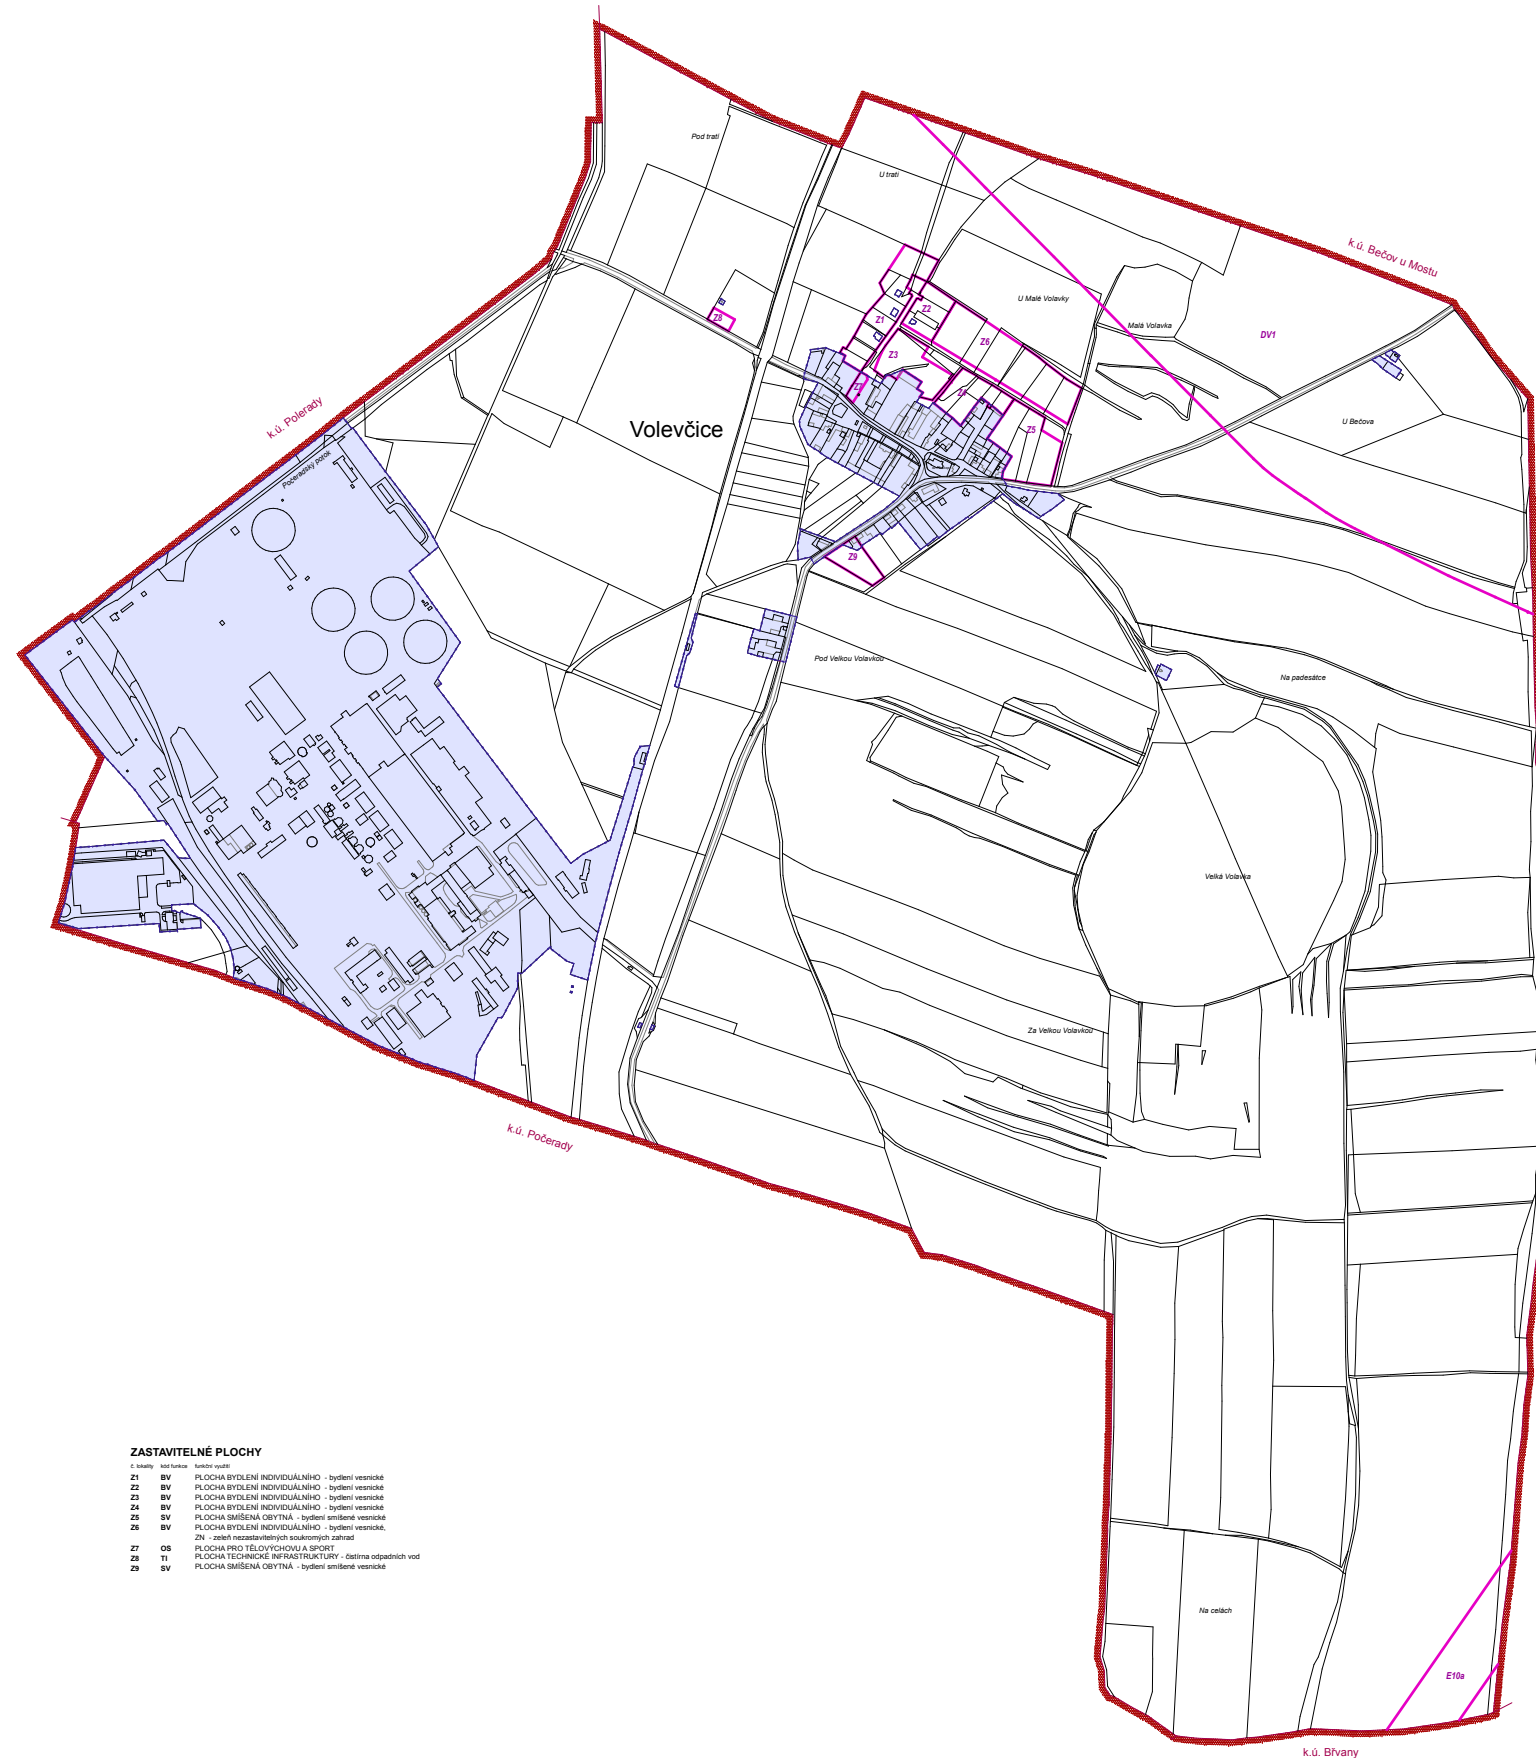 Pod tratí
U trati
k.ú. Bečov u Mostu
U Malé Volavky
Malá Volavka
DV1
Z1
Z2
Z8
Z6
Z3
Z7
Z4
Z5
U Bečova
k.ú. Polerady
Volevčice
Počeradský potok
Z9
Pod Velkou Volavkou
Na padesátce
Velká Volavka
Za Velkou Volavkou
k.ú. Počerady
ZASTAVITELNÉ PLOCHY
č. lokality kód funkce funkční využití
Z1 BV PLOCHA BYDLENÍ INDIVIDUÁLNÍHO - bydlení vesnické
Z2 BV PLOCHA BYDLENÍ INDIVIDUÁLNÍHO - bydlení vesnické
Z3 BV PLOCHA BYDLENÍ INDIVIDUÁLNÍHO - bydlení vesnické
Z4 BV PLOCHA BYDLENÍ INDIVIDUÁLNÍHO - bydlení vesnické
Z5 SV PLOCHA SMÍŠENÁ OBYTNÁ - bydlení smíšené vesnické
Z6 BV PLOCHA BYDLENÍ INDIVIDUÁLNÍHO - bydlení vesnické,
ZN - zeleň nezastavitelných soukromých zahrad
Z7 OS PLOCHA PRO TĚLOVÝCHOVU A SPORT
Z8 TI PLOCHA TECHNICKÉ INFRASTRUKTURY - čistírna odpadních vod
Z9 SV PLOCHA SMÍŠENÁ OBYTNÁ - bydlení smíšené vesnické
Na celách
E10a
k.ú. Břvany